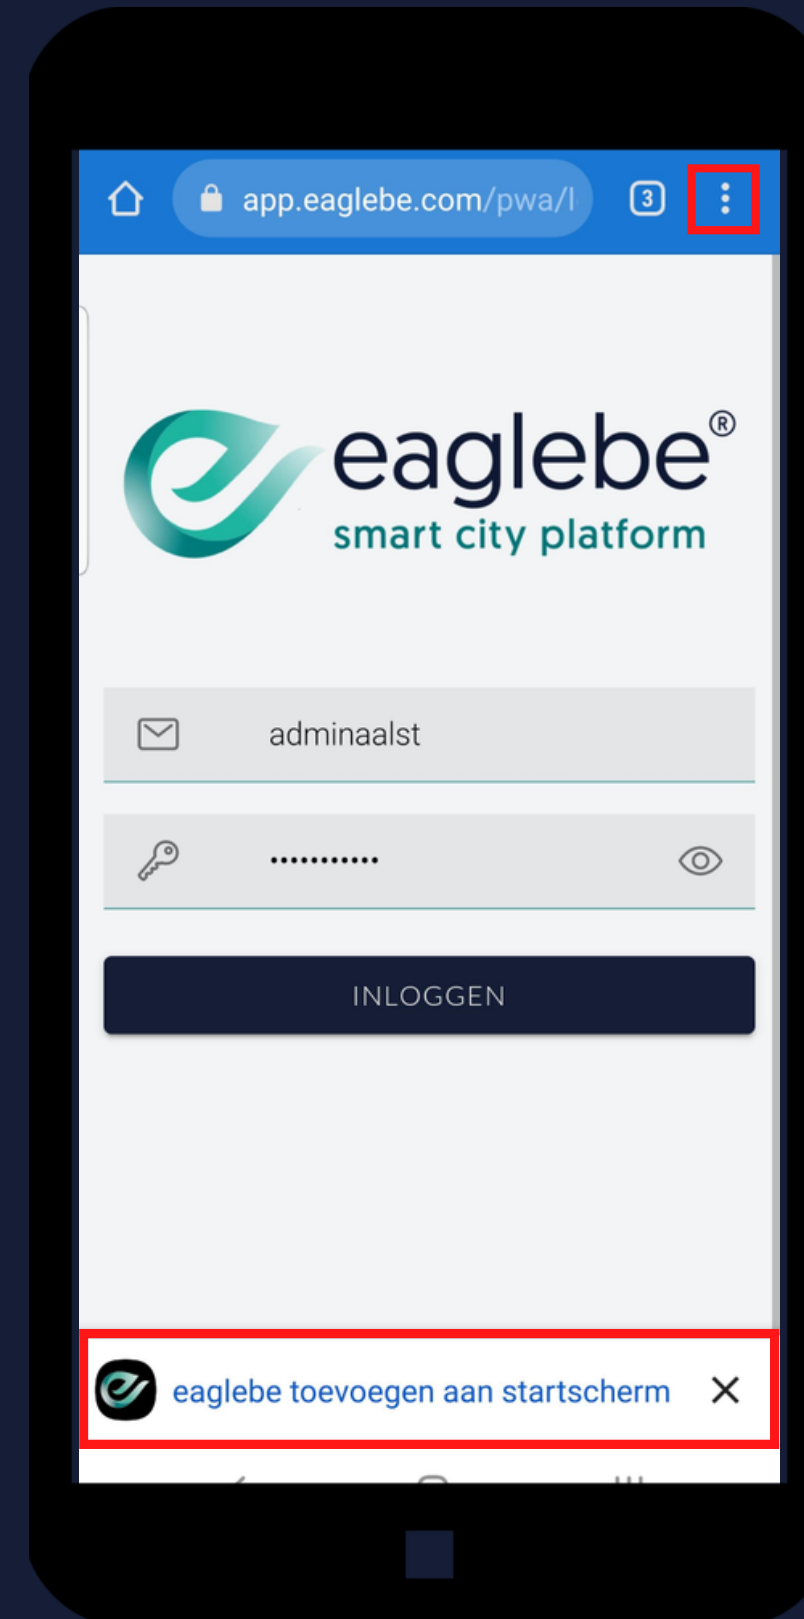 app.eaglebe.com/pwa/l
3
eaglebe®
smart city platform
adminaalst
•••••••••••
INLOGGEN
eaglebe toevoegen aan startscherm